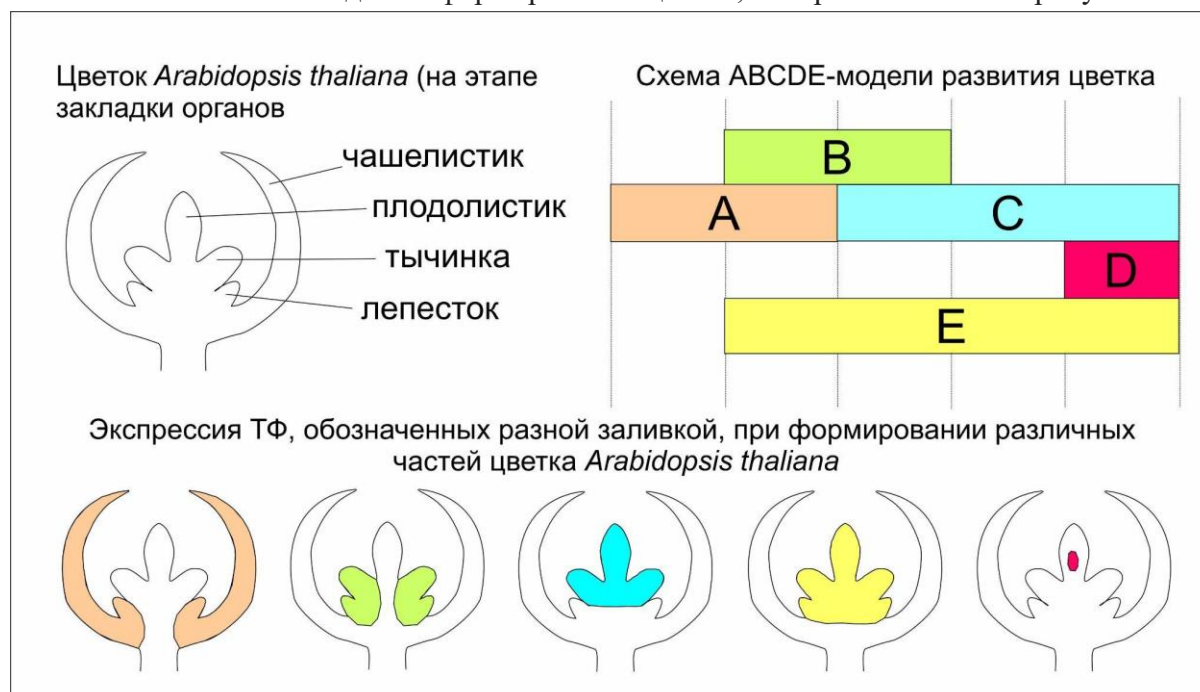 Цветок Arabidopsis thaliana (на этапе
закладки органов
чашелистик
плодолистик
тычинка
лепесток
Схема ABCDE-модели развития цветка
B
A
C
D
E
Экспрессия ТФ, обозначенных разной заливкой, при формировании различных
частей цветка Arabidopsis thaliana